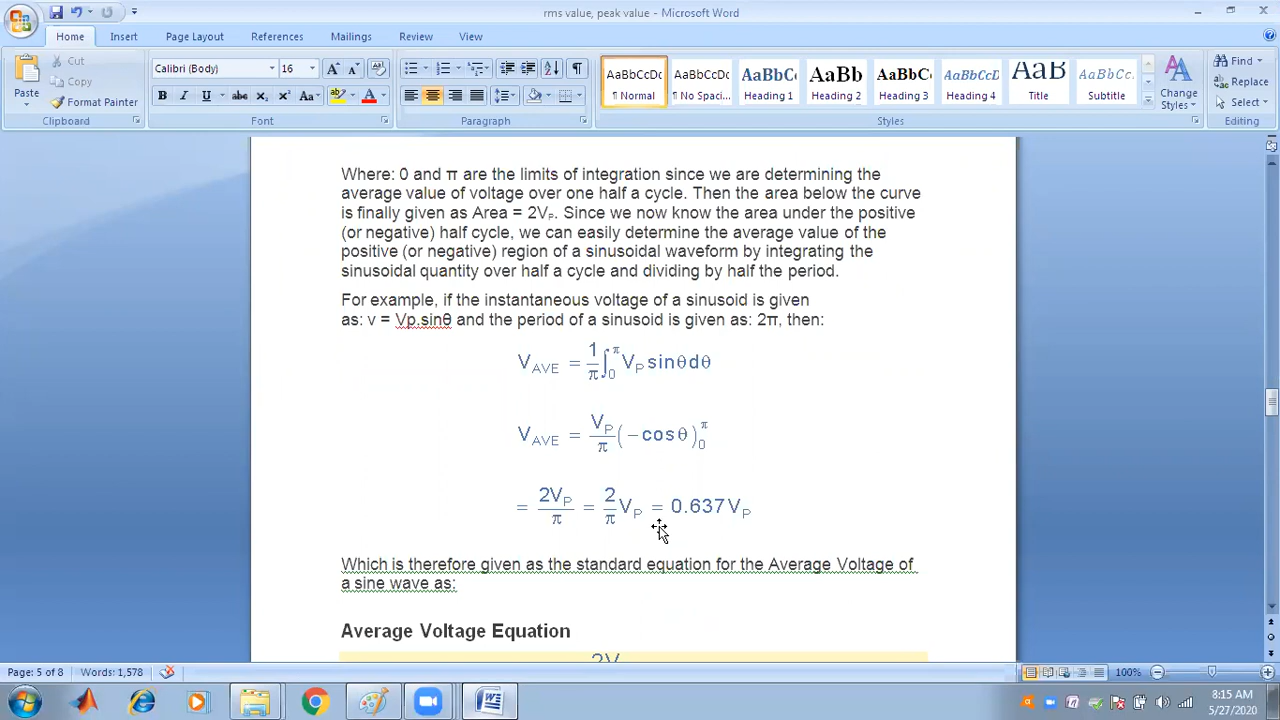 rms value, peak value - Microsoft Word
Home Insert Page Layout References Mailings Review View
Cut
Copy
Format Painter
Paste
Clipboard
Calibri (Body) 16
B I U abc x₂ x² Aa
Font
Paragraph
AaBbCcDc AaBbCcDc AaBbC AaBb AaBbC AaBbCcD AaB AaBbCcD
¶ Normal ¶ No Spaci... Heading 1 Heading 2 Heading 3 Heading 4 Title Subtitle
Change
Styles
Styles
Find
Replace
Select
Editing
Where: 0 and π are the limits of integration since we are determining the
average value of voltage over one half a cycle. Then the area below the curve
is finally given as Area = 2VP. Since we now know the area under the positive
(or negative) half cycle, we can easily determine the average value of the
positive (or negative) region of a sinusoidal waveform by integrating the
sinusoidal quantity over half a cycle and dividing by half the period.
For example, if the instantaneous voltage of a sinusoid is given
as: v = Vp.sinθ and the period of a sinusoid is given as: 2π, then:
V_AVE = 1/π ∫₀^π V_P sinθdθ
V_AVE = V_P/π (−cosθ)₀^π
= 2V_P/π = 2/π V_P = 0.637V_P
Which is therefore given as the standard equation for the Average Voltage of
a sine wave as:
Average Voltage Equation
2V
Page: 5 of 8 Words: 1,578 100%
8:15 AM
5/27/2020